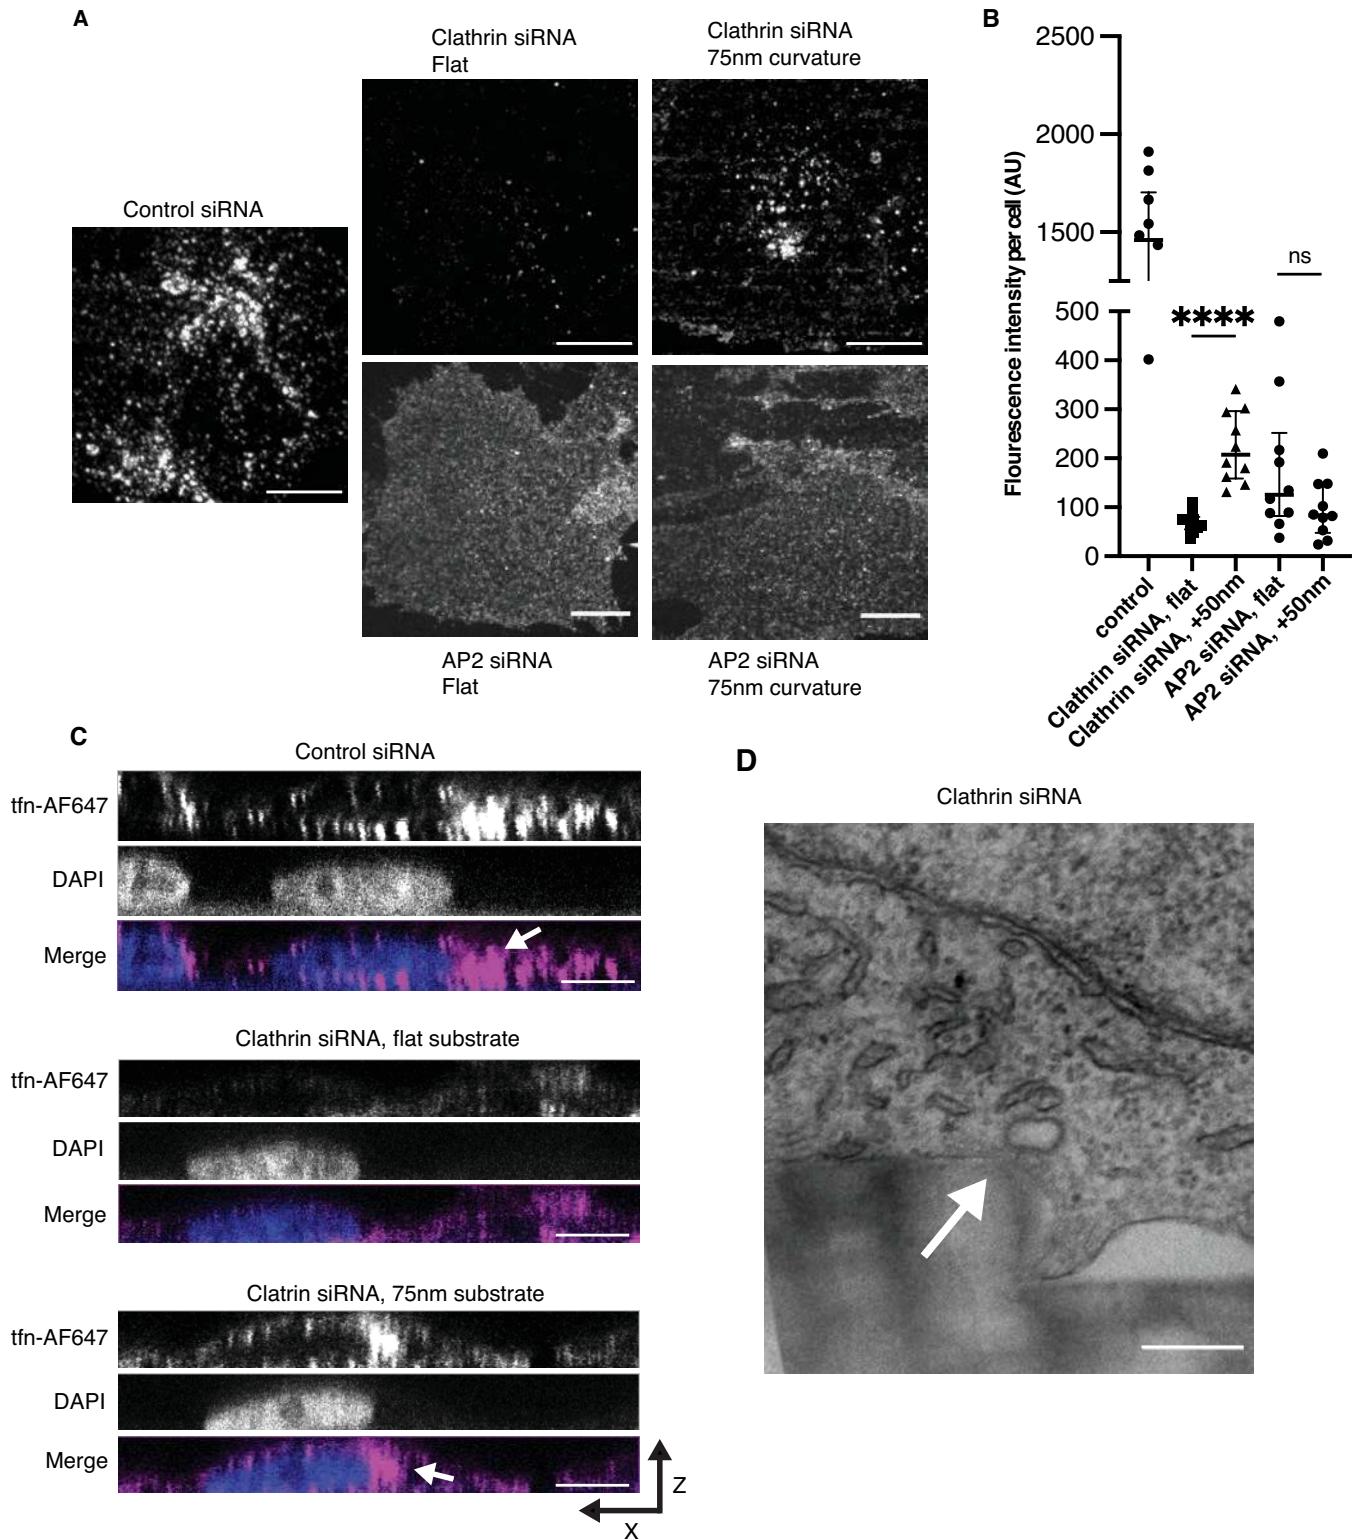 A
Clathrin siRNA
Flat
Clathrin siRNA
75nm curvature
Control siRNA
AP2 siRNA
Flat
AP2 siRNA
75nm curvature
B
Flourescence intensity per cell (AU)
2500
2000
1500
500
400
300
200
100
0
****
ns
control
Clathrin siRNA, flat
Clathrin siRNA, +50nm
AP2 siRNA, flat
AP2 siRNA, +50nm
C
Control siRNA
tfn-AF647
DAPI
Merge
Clathrin siRNA, flat substrate
tfn-AF647
DAPI
Merge
Clatrin siRNA, 75nm substrate
tfn-AF647
DAPI
Merge
Z
X
D
Clathrin siRNA